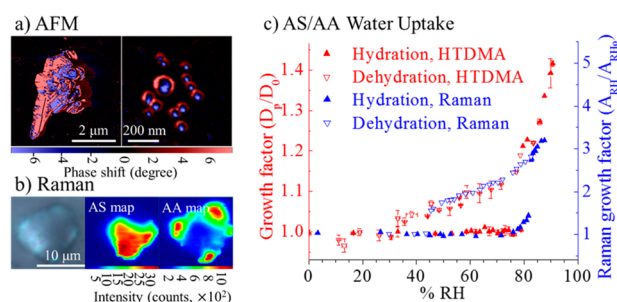 a) AFM
2 μm
200 nm
-6 -4 -2 0 2 4 6
Phase shift (degree)
b) Raman
10 μm
AS map
AA map
5 10 15 20 25 30
2 4 6 8 10
Intensity (counts, ×10²)
c) AS/AA Water Uptake
Hydration, HTDMA
Dehydration, HTDMA
Hydration, Raman
Dehydration, Raman
Growth factor (Dp/D0)
1.4
1.3
1.2
1.1
1.0
Raman growth factor (ARH/ARH0)
5
4
3
2
1
0
0 20 40 60 80 100
% RH